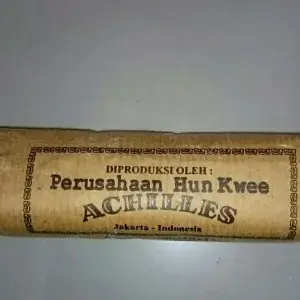 DIPRODUKSI OLEH :
Perusahaan Hun Kwee
ACHILLES
Jakarta - Indonesia